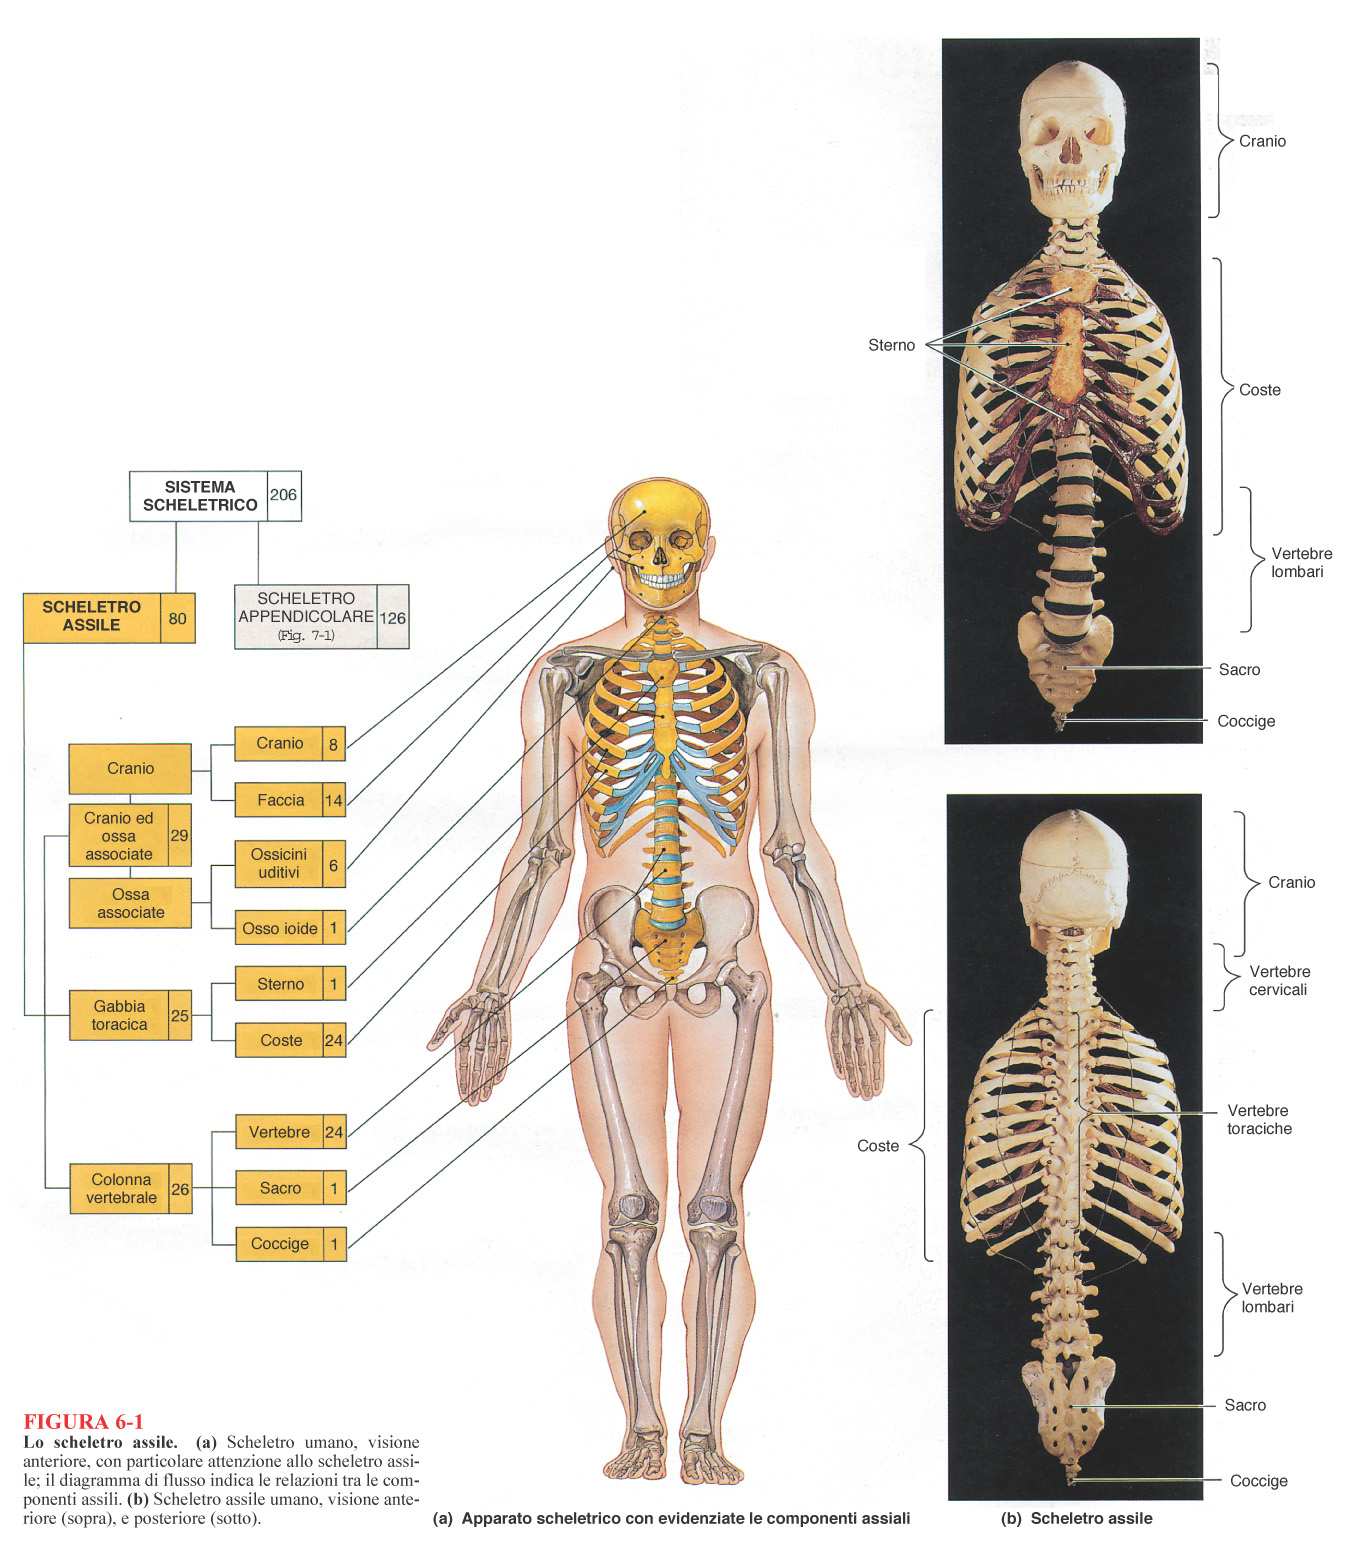 Cranio
Sterno
Coste
Vertebre
lombari
Sacro
Coccige
SISTEMA
SCHELETRICO
206
SCHELETRO
ASSILE
80
SCHELETRO
APPENDICOLARE
(Fig. 7-1)
126
Cranio
Cranio ed
ossa
associate
29
Ossa
associate
Cranio 8
Faccia 14
Ossicini
uditivi
6
Osso ioide 1
Gabbia
toracica
25
Sterno 1
Coste 24
Colonna
vertebrale
26
Vertebre 24
Sacro 1
Coccige 1
Cranio
Vertebre
cervicali
Coste
Vertebre
toraciche
Vertebre
lombari
Sacro
Coccige
FIGURA 6-1
Lo scheletro assile. (a) Scheletro umano, visione
anteriore, con particolare attenzione allo scheletro assi-
le; il diagramma di flusso indica le relazioni tra le com-
ponenti assili. (b) Scheletro assile umano, visione ante-
riore (sopra), e posteriore (sotto).
(a) Apparato scheletrico con evidenziate le componenti assiali
(b) Scheletro assile